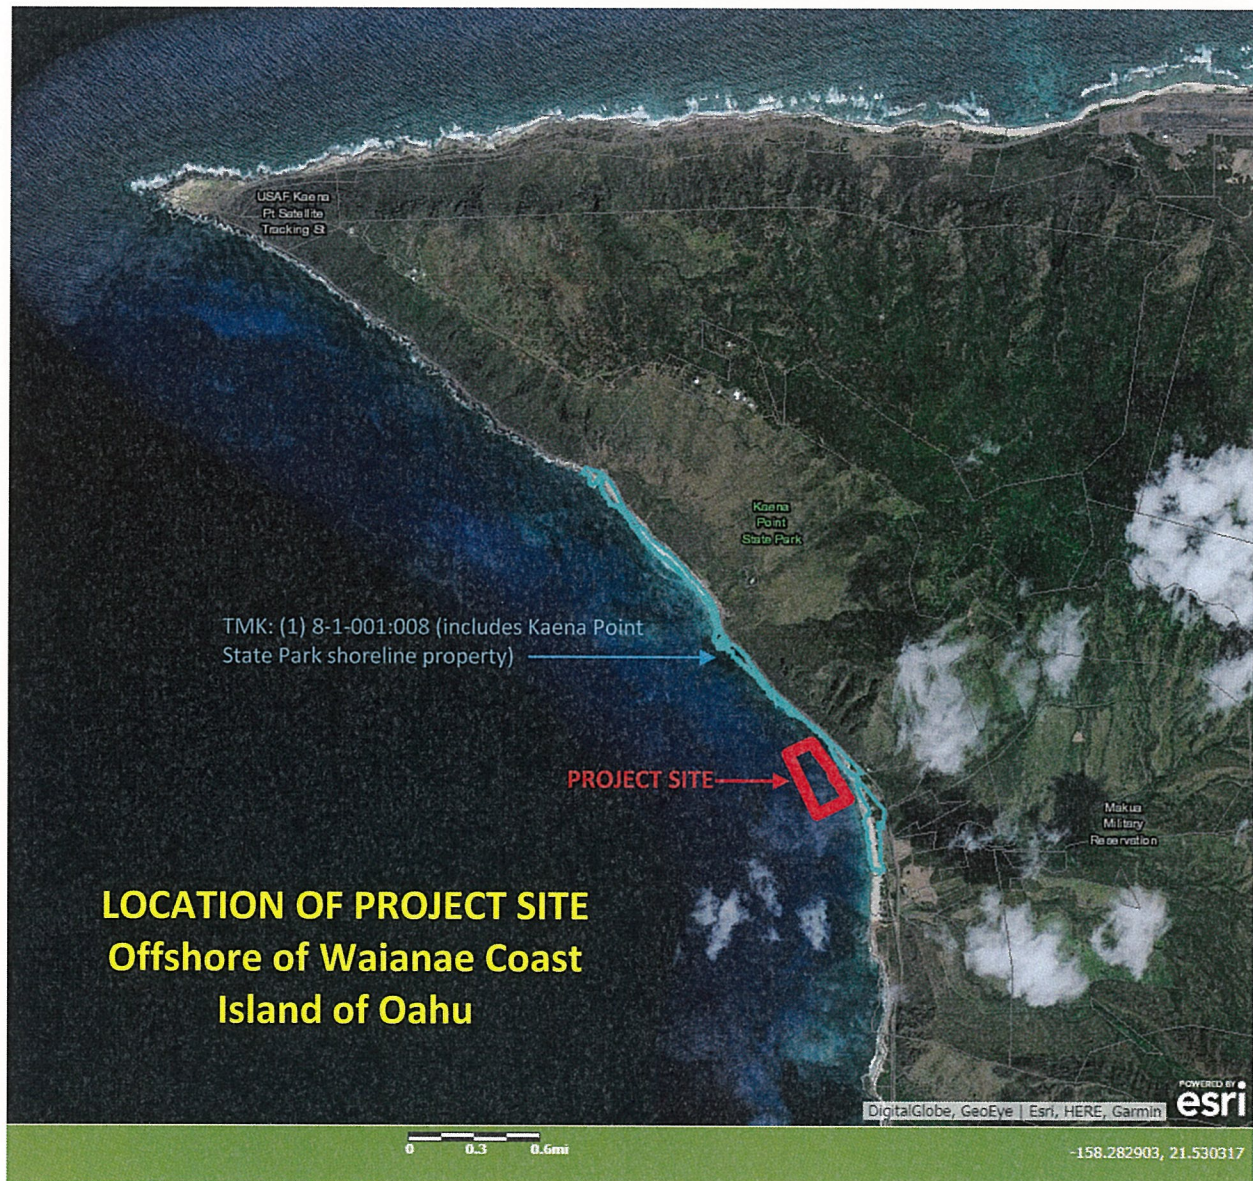 USAF Kaena
Pt Satellite
Tracking St
Kaena
Point
State Park
TMK: (1) 8-1-001:008 (includes Kaena Point
State Park shoreline property)
PROJECT SITE
Makua
Military
Reservation
LOCATION OF PROJECT SITE
Offshore of Waianae Coast
Island of Oahu
POWERED BY
esri
DigitalGlobe, GeoEye | Esri, HERE, Garmin
0 0.3 0.6mi
-158.282903, 21.530317